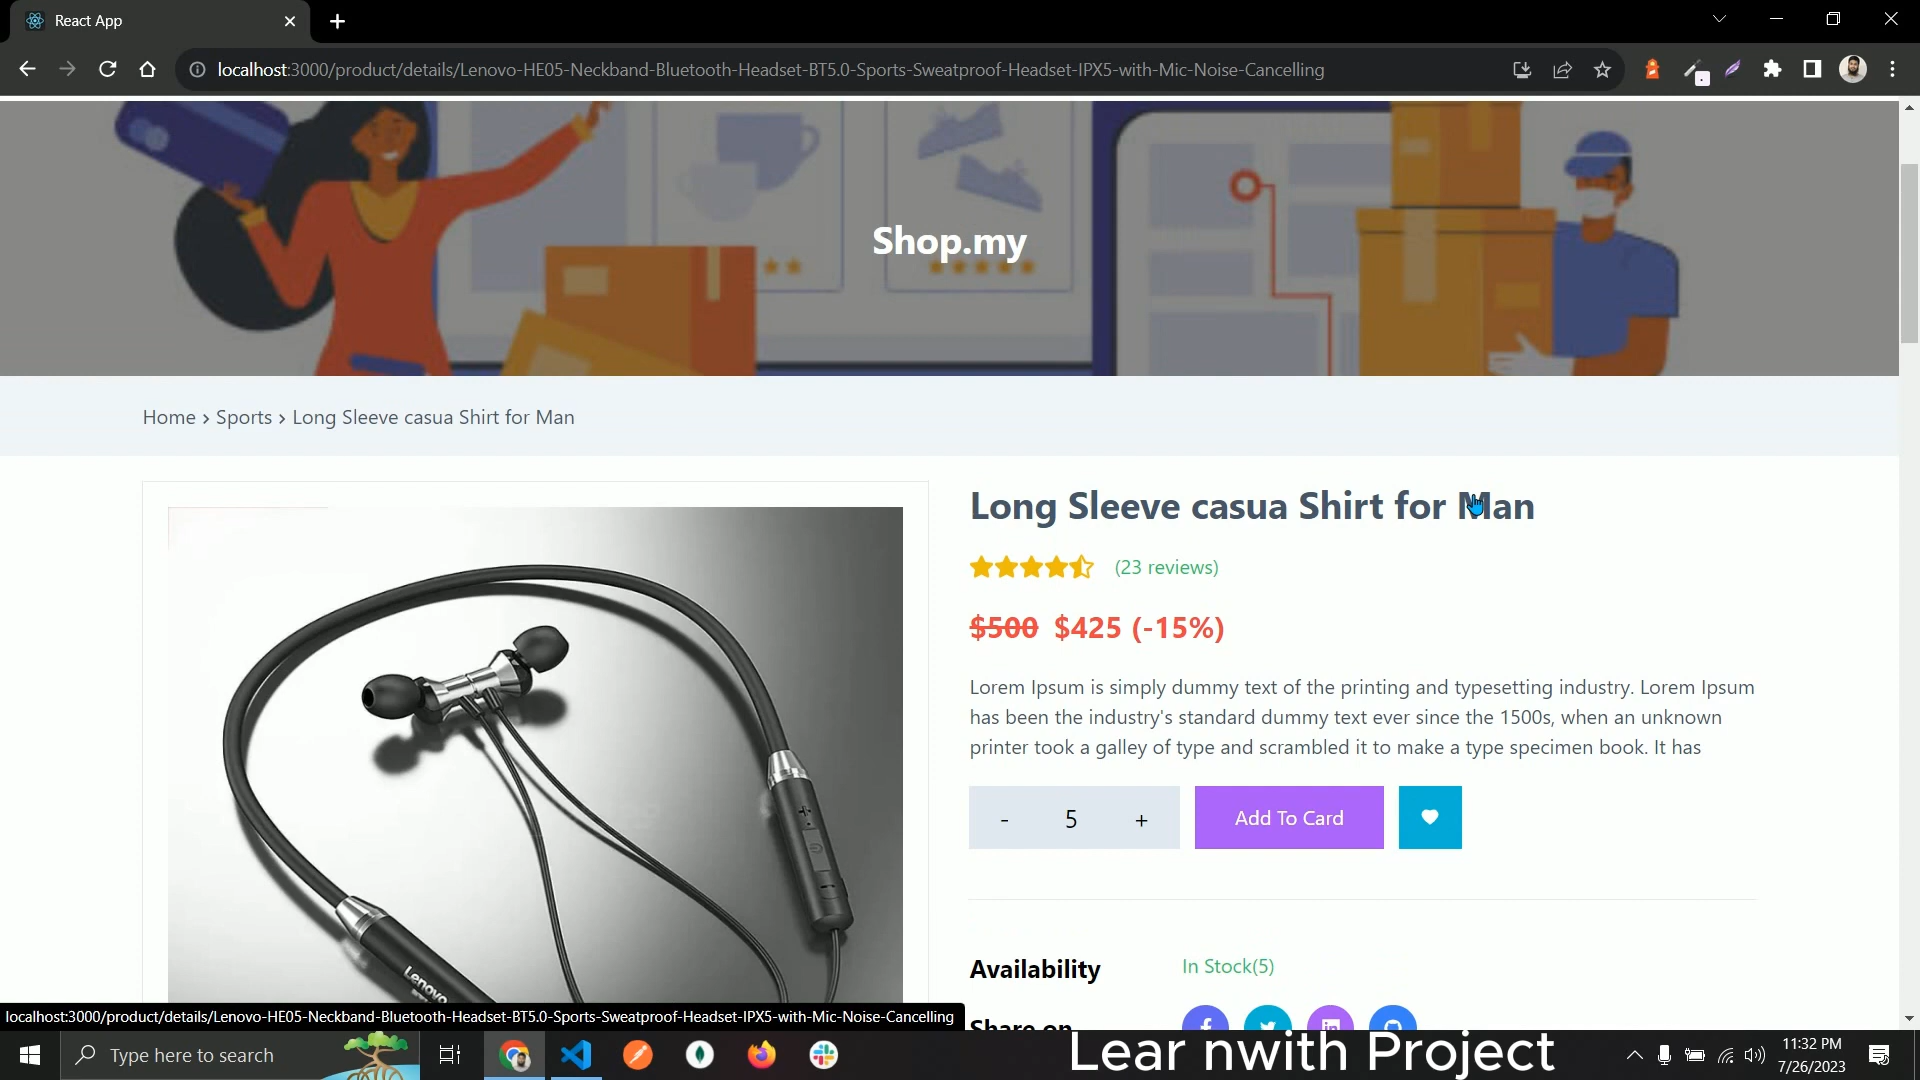 React App
localhost:3000/product/details/Lenovo-HE05-Neckband-Bluetooth-Headset-BT5.0-Sports-Sweatproof-Headset-IPX5-with-Mic-Noise-Cancelling
Shop.my
Home › Sports › Long Sleeve casua Shirt for Man
Long Sleeve casua Shirt for Man
(23 reviews)
$500 $425 (-15%)
Lorem Ipsum is simply dummy text of the printing and typesetting industry. Lorem Ipsum
has been the industry's standard dummy text ever since the 1500s, when an unknown
printer took a galley of type and scrambled it to make a type specimen book. It has
- 5 + Add To Card
Availability In Stock(5)
Share on
Lenovo
localhost:3000/product/details/Lenovo-HE05-Neckband-Bluetooth-Headset-BT5.0-Sports-Sweatproof-Headset-IPX5-with-Mic-Noise-Cancelling
Type here to search
Lear nwith Project
11:32 PM
7/26/2023